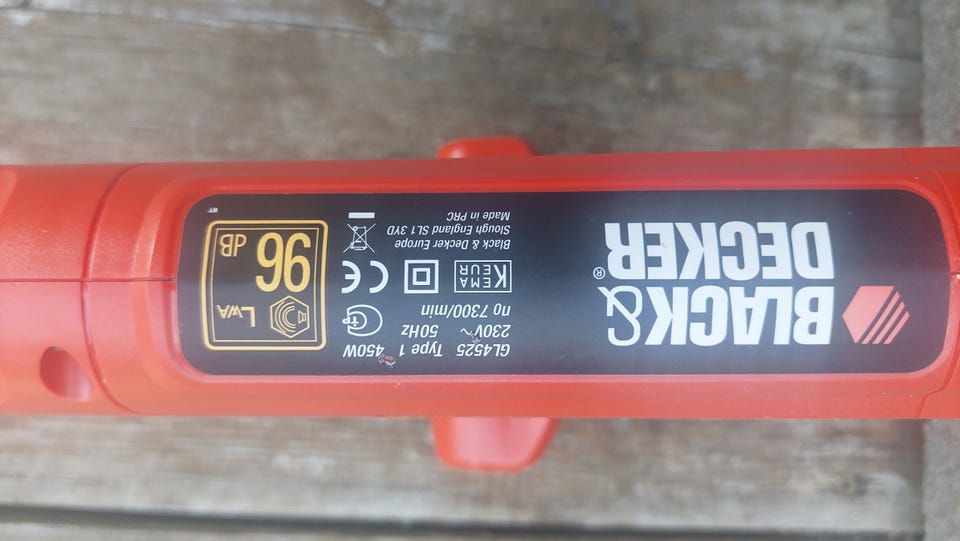 BLACK&
DECKER®
GL4525 Type 1 450W
230V~ 50Hz
no 7300/min
KEMA
KEUR
CE
Black & Decker Europe
Slough England SL1 3YD
Made in PRC
LWA
96
dB
WY